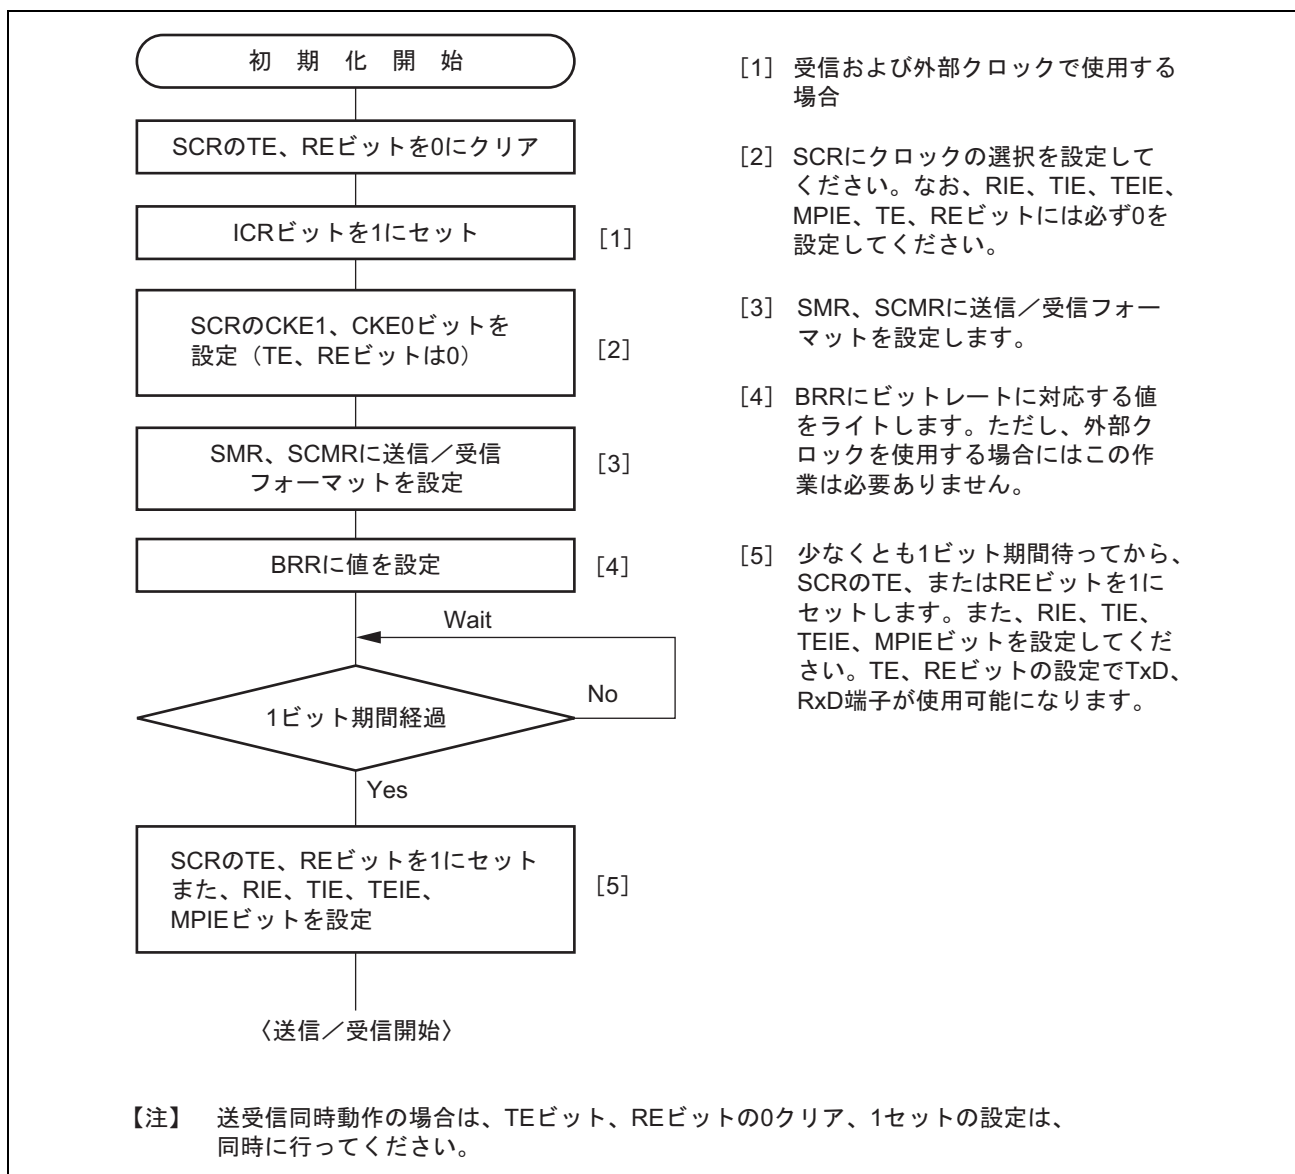 初 期 化 開 始
SCRのTE、REビットを0にクリア
ICRビットを1にセット
[1]
SCRのCKE1、CKE0ビットを
設定（TE、REビットは0）
[2]
SMR、SCMRに送信／受信
フォーマットを設定
[3]
BRRに値を設定
[4]
Wait
1ビット期間経過
No
Yes
SCRのTE、REビットを1にセット
また、RIE、TIE、TEIE、
MPIEビットを設定
[5]
〈送信／受信開始〉
[1] 受信および外部クロックで使用する
場合
[2] SCRにクロックの選択を設定して
ください。なお、RIE、TIE、TEIE、
MPIE、TE、REビットには必ず0を
設定してください。
[3] SMR、SCMRに送信／受信フォー
マットを設定します。
[4] BRRにビットレートに対応する値
をライトします。ただし、外部ク
ロックを使用する場合にはこの作
業は必要ありません。
[5] 少なくとも1ビット期間待ってから、
SCRのTE、またはREビットを1に
セットします。また、RIE、TIE、
TEIE、MPIEビットを設定してくだ
さい。TE、REビットの設定でTxD、
RxD端子が使用可能になります。
【注】 送受信同時動作の場合は、TEビット、REビットの0クリア、1セットの設定は、
同時に行ってください。